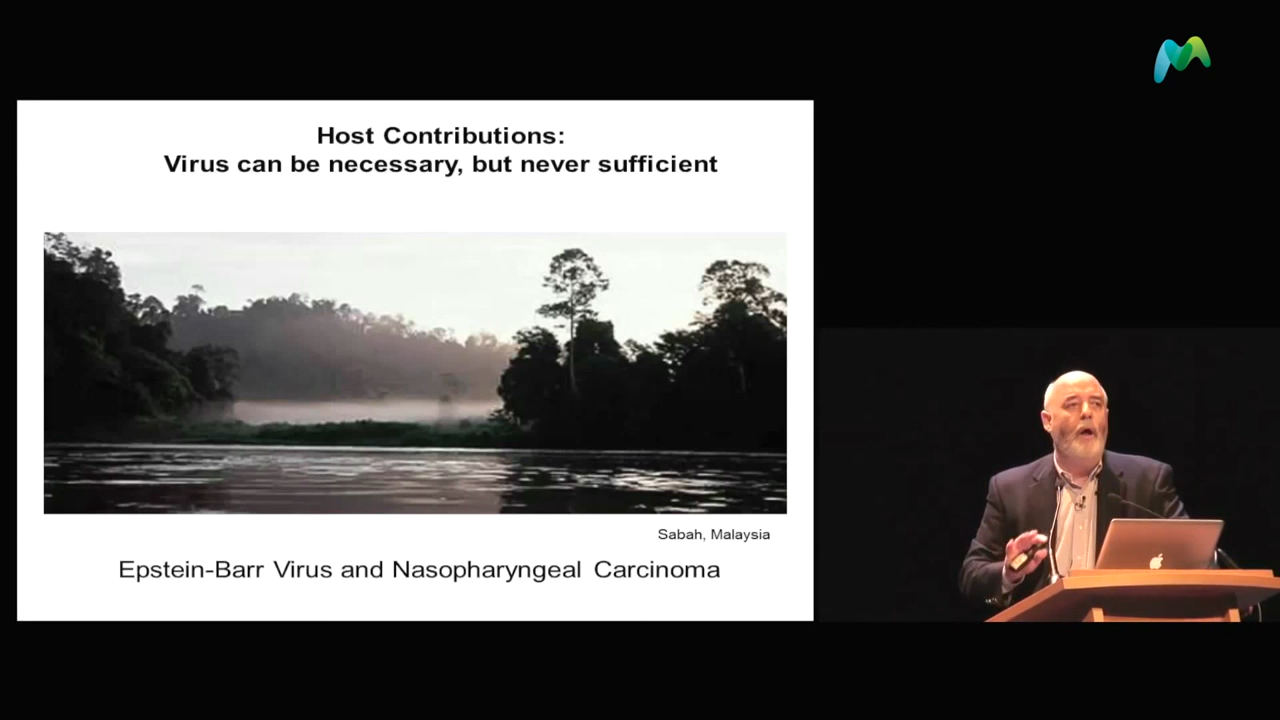 Host Contributions:
Virus can be necessary, but never sufficient
Sabah, Malaysia
Epstein-Barr Virus and Nasopharyngeal Carcinoma